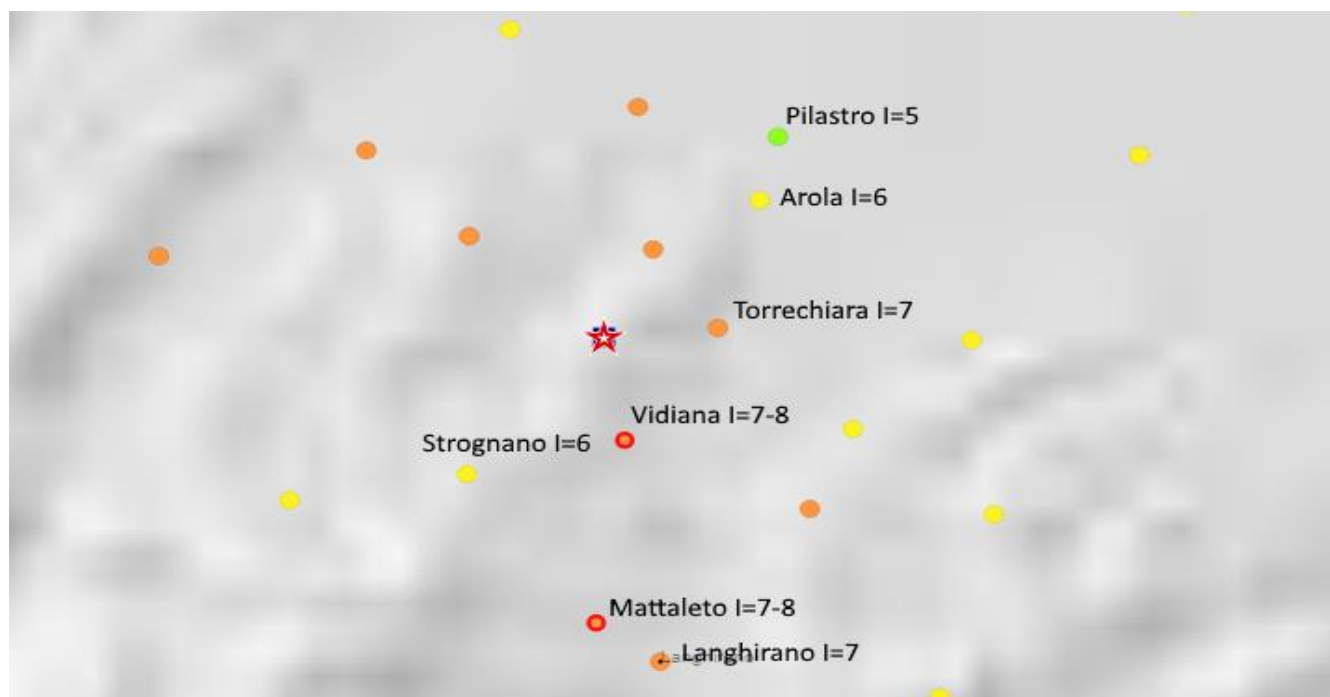 Pilastro I=5
Arola I=6
Torrechiara I=7
Vidiana I=7-8
Strognano I=6
Mattaleto I=7-8
Langhirano I=7